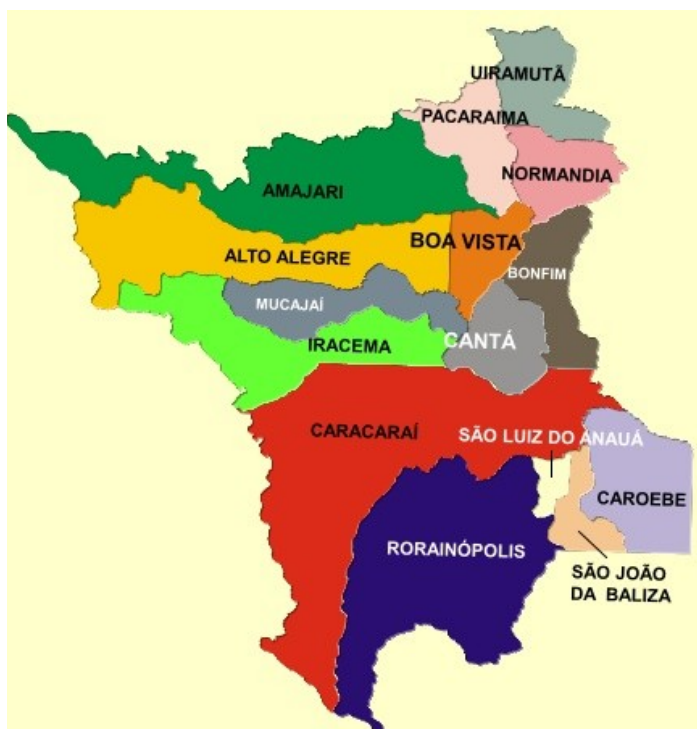 UIRAMUTÃ
PACARAIMA
NORMANDIA
AMAJARI
BOA VISTA
ALTO ALEGRE
BONFIM
MUCAJAÍ
IRACEMA
CANTÁ
CARACARAÍ
SÃO LUIZ DO ANAUÁ
CAROEBE
RORAINÓPOLIS
SÃO JOÃO
DA BALIZA